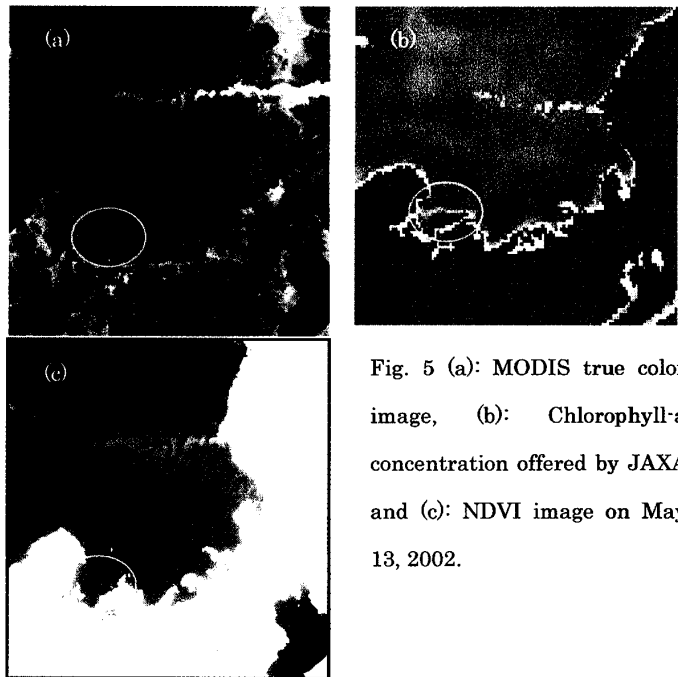 (a)
(b)
(c)
Fig. 5 (a): MODIS true color
image, (b): Chlorophyll-a
concentration offered by JAXA
and (c): NDVI image on May
13, 2002.